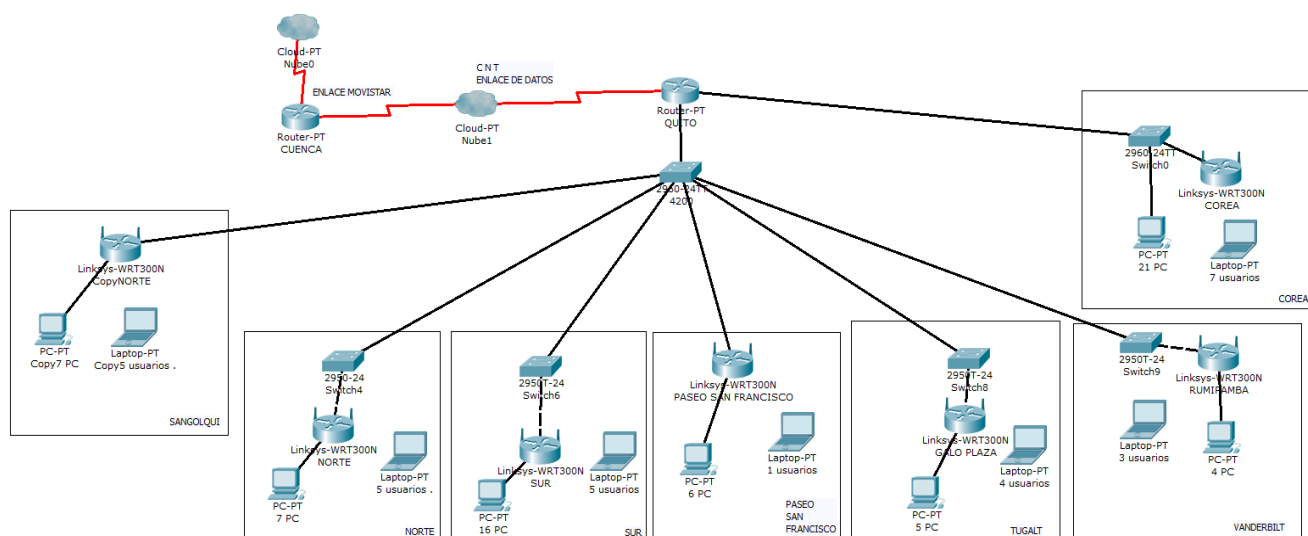 Cloud-PT
Nube0
ENLACE MOVISTAR
Router-PT
CUENCA
C N T
ENLACE DE DATOS
Cloud-PT
Nube1
Router-PT
QUITO
2960-24TT
4200
2960-24TT
Switch0
Linksys-WRT300N
COREA
PC-PT
21 PC
Laptop-PT
7 usuarios
COREA
Linksys-WRT300N
CopyNORTE
PC-PT
Copy7 PC
Laptop-PT
Copy5 usuarios .
SANGOLQUI
2950-24
Switch4
Linksys-WRT300N
NORTE
Laptop-PT
5 usuarios .
PC-PT
7 PC
NORTE
2950T-24
Switch6
Linksys-WRT300N
SUR
Laptop-PT
5 usuarios
PC-PT
16 PC
SUR
Linksys-WRT300N
PASEO SAN FRANCISCO
Laptop-PT
1 usuarios
PC-PT
6 PC
PASEO
SAN
FRANCISCO
2950T-24
Switch8
Linksys-WRT300N
GALO PLAZA
Laptop-PT
4 usuarios
PC-PT
5 PC
TUGALT
2950T-24
Switch9
Linksys-WRT300N
RUMIPAMBA
Laptop-PT
3 usuarios
PC-PT
4 PC
VANDERBILT